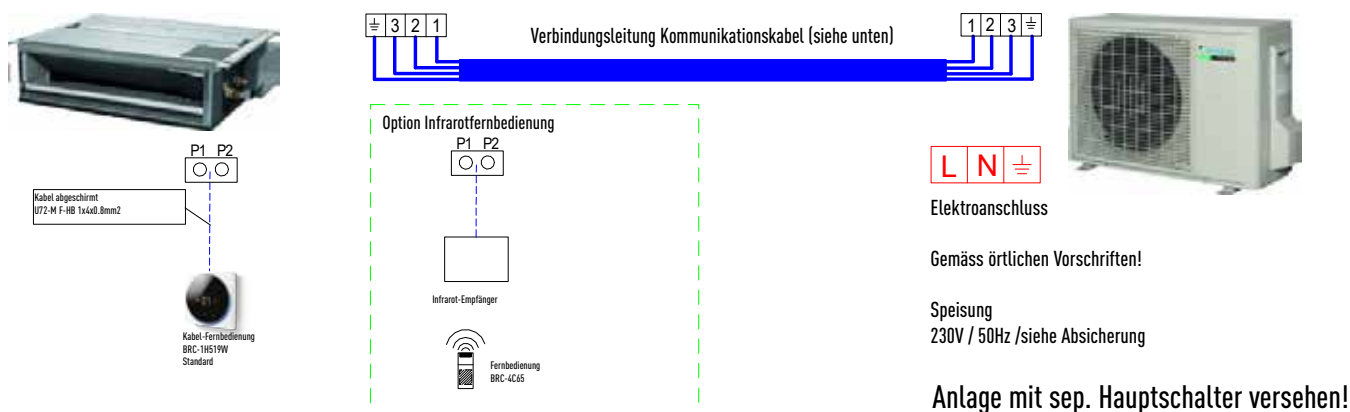 ⏚ 3 2 1
Verbindungsleitung Kommunikationskabel (siehe unten)
1 2 3 ⏚
P1 P2
Kabel abgeschirmt
U72-M F-HB 1x4x0.8mm2
Kabel-Fernbedienung
BRC-1H519W
Standard
Option Infrarotfernbedienung
P1 P2
Infrarot-Empfänger
Fernbedienung
BRC-4C65
L N ⏚
Elektroanschluss
Gemäss örtlichen Vorschriften!
Speisung
230V / 50Hz /siehe Absicherung
Anlage mit sep. Hauptschalter versehen!